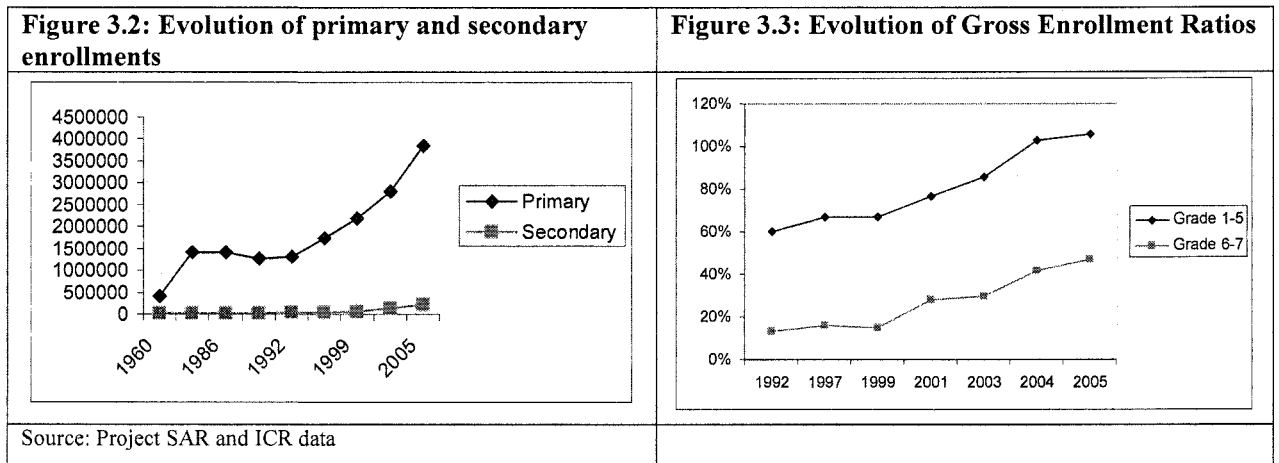 Figure 3.2: Evolution of primary and secondary
enrollments
4500000
4000000
3500000
3000000
2500000
2000000
1500000
1000000
500000
0
1960
1986
1992
1999
2005
Primary
Secondary
Source: Project SAR and ICR data
Figure 3.3: Evolution of Gross Enrollment Ratios
120%
100%
80%
60%
40%
20%
0%
1992 1997 1999 2001 2003 2004 2005
Grade 1-5
Grade 6-7